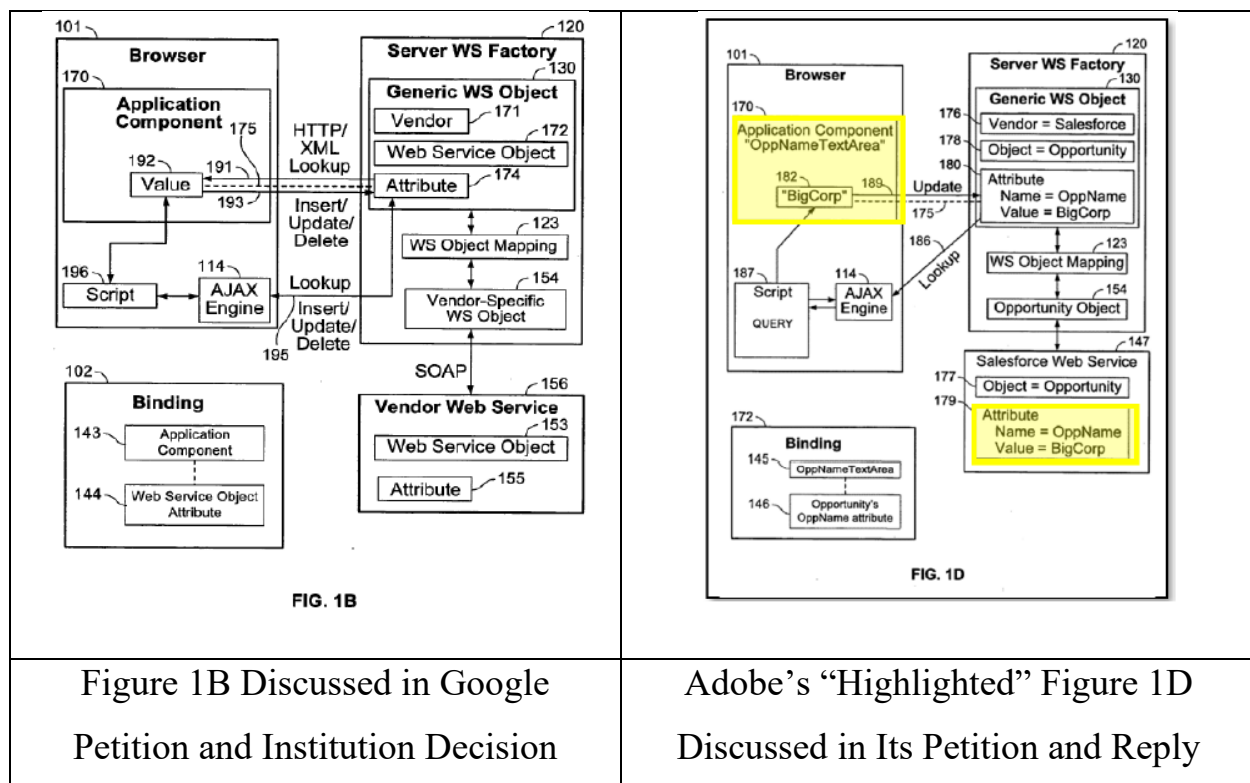 101
Browser
170
Application
Component
192
Value
175
191
193
HTTP/
XML
Lookup
Insert/
Update/
Delete
196
Script
114
AJAX
Engine
Lookup
Insert/
Update/
Delete
195
120
Server WS Factory
130
Generic WS Object
171
Vendor
172
Web Service Object
Attribute
174
123
WS Object Mapping
154
Vendor-Specific
WS Object
SOAP
156
Vendor Web Service
153
Web Service Object
Attribute
155
102
Binding
143
Application
Component
144
Web Service Object
Attribute
FIG. 1B
101
Browser
170
Application Component
"OppNameTextArea"
182
"BigCorp"
189
Update
175
186
Lookup
187
Script
QUERY
114
AJAX
Engine
120
Server WS Factory
130
Generic WS Object
176
Vendor = Salesforce
178
Object = Opportunity
180
Attribute
Name = OppName
Value = BigCorp
123
WS Object Mapping
154
Opportunity Object
147
Salesforce Web Service
177
Object = Opportunity
179
Attribute
Name = OppName
Value = BigCorp
172
Binding
145
OppNameTextArea
146
Opportunity's
OppName attribute
FIG. 1D
Figure 1B Discussed in Google
Petition and Institution Decision
Adobe’s “Highlighted” Figure 1D
Discussed in Its Petition and Reply